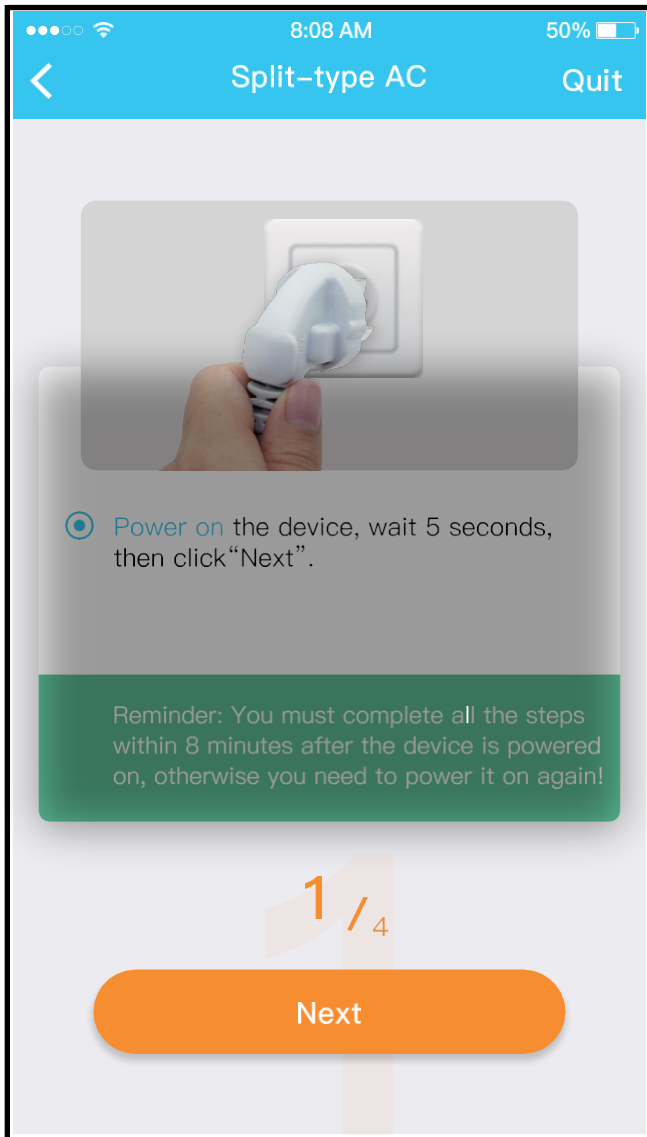 8:08 AM
50%
Split-type AC
Quit
Power on the device, wait 5 seconds,
then click“Next”.
Reminder: You must complete all the steps
within 8 minutes after the device is powered
on, otherwise you need to power it on again!
1/4
Next
1